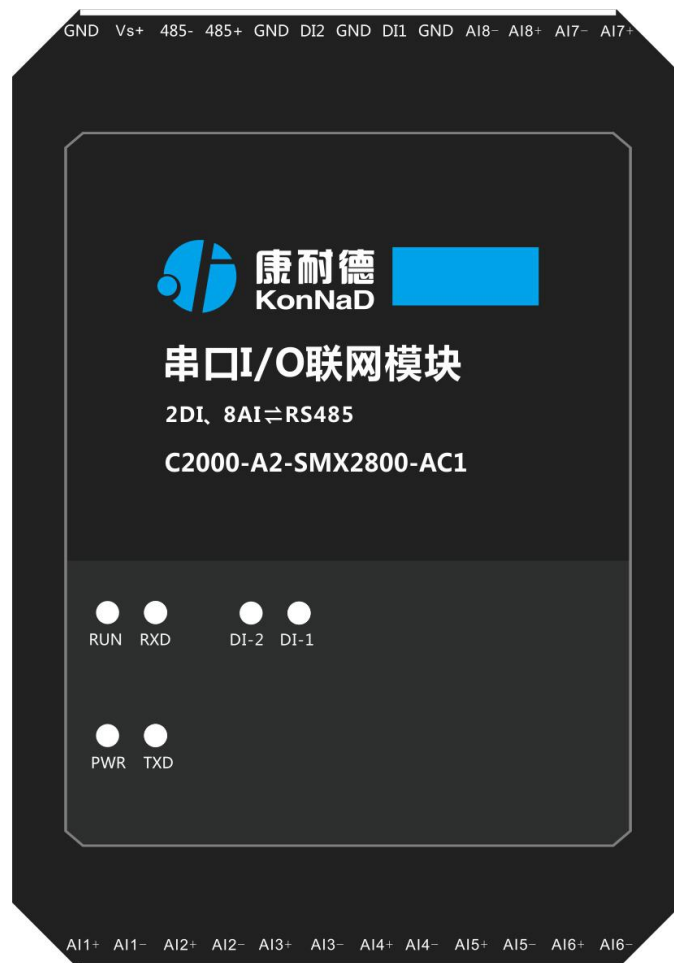 GND Vs+ 485- 485+ GND DI2 GND DI1 GND AI8- AI8+ AI7- AI7+
康耐德
KonNaD
串口I/O联网模块
2DI、8AI⇌RS485
C2000-A2-SMX2800-AC1
RUN RXD DI-2 DI-1
PWR TXD
AI1+ AI1- AI2+ AI2- AI3+ AI3- AI4+ AI4- AI5+ AI5- AI6+ AI6-